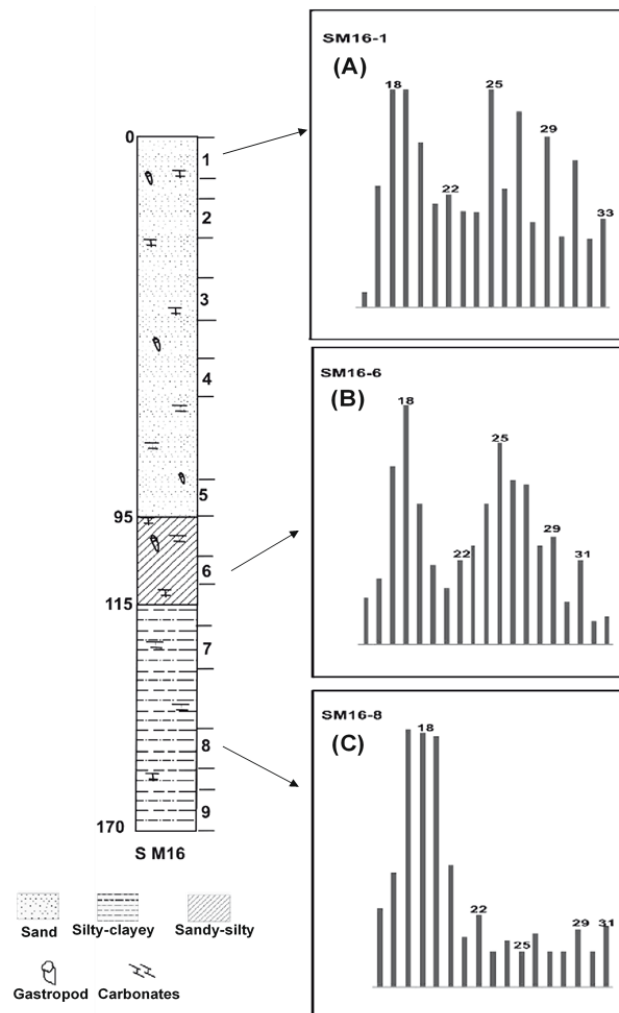 SM16-1
(A)
18
25
29
22
33
0
1
2
3
4
5
95
6
115
7
8
9
170
S M16
SM16-6
(B)
18
25
22
29
31
SM16-8
(C)
18
22
25
29
31
Sand
Silty-clayey
Sandy-silty
Gastropod
Carbonates